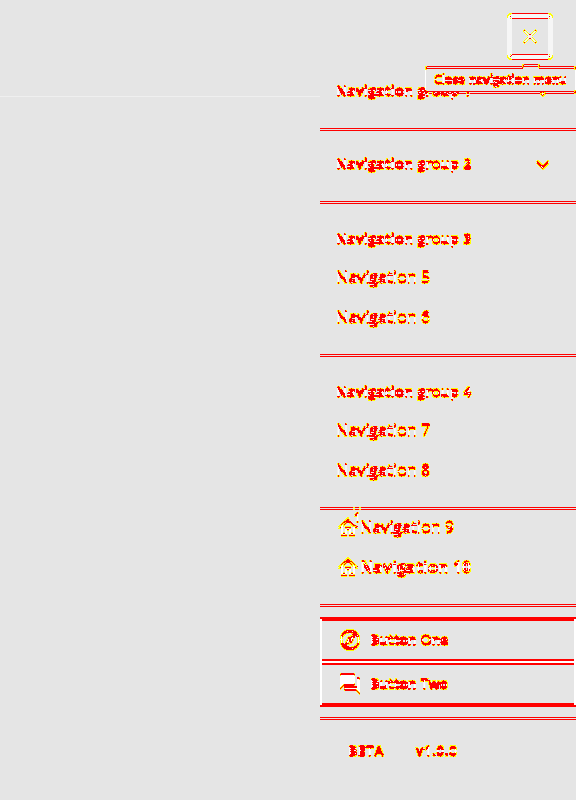 Close navigation menu
Navigation group
Navigation group 2
Navigation group 3
Navigation 5
Navigation 6
Navigation group 4
Navigation 7
Navigation 8
Navigation 9
Navigation 10
Button One
Button Two
BETA v1.0.0